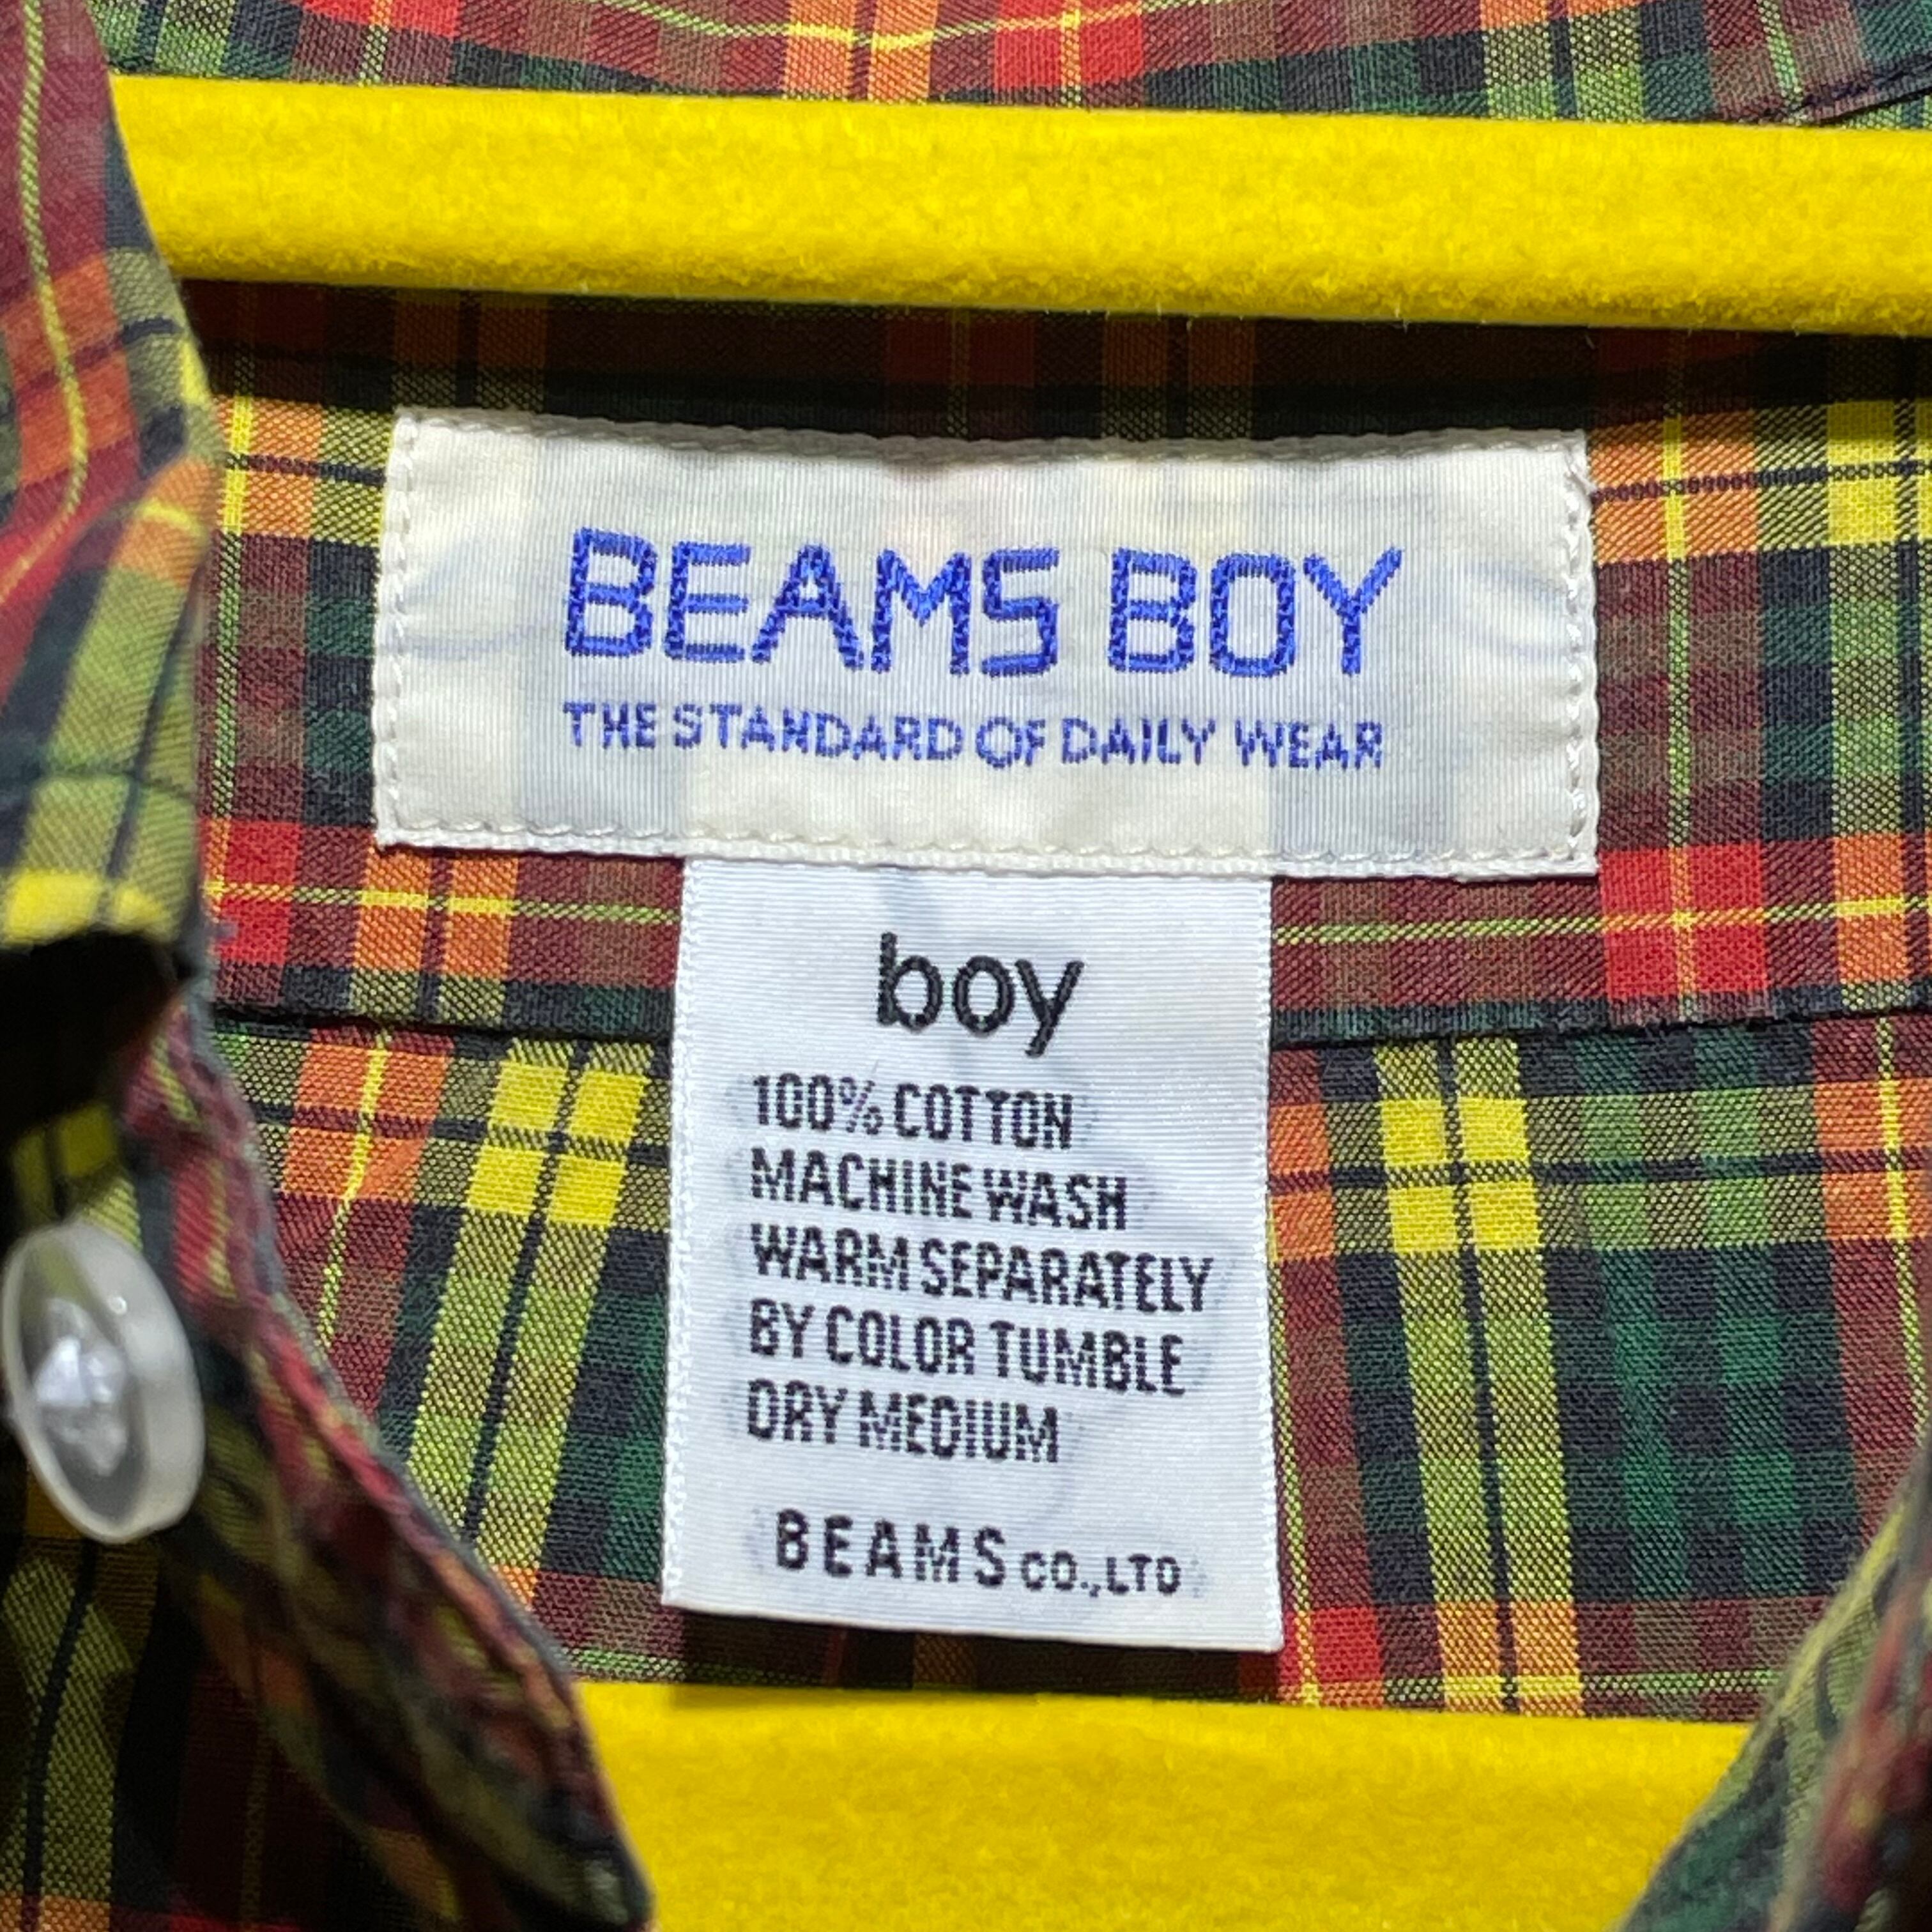 BEAMS BOY
THE STANDARD OF DAILY WEAR
boy
100% COTTON
MACHINE WASH
WARM SEPARATELY
BY COLOR TUMBLE
DRY MEDIUM
BEAMS CO.,LTD